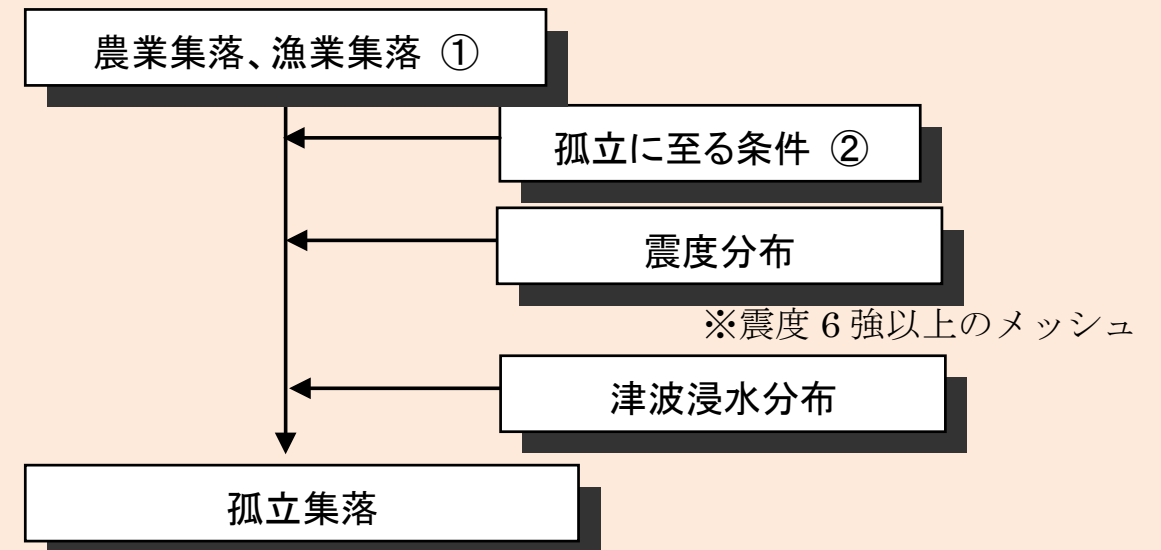 農業集落、漁業集落 ①
孤立に至る条件 ②
震度分布
※震度6強以上のメッシュ
津波浸水分布
孤立集落